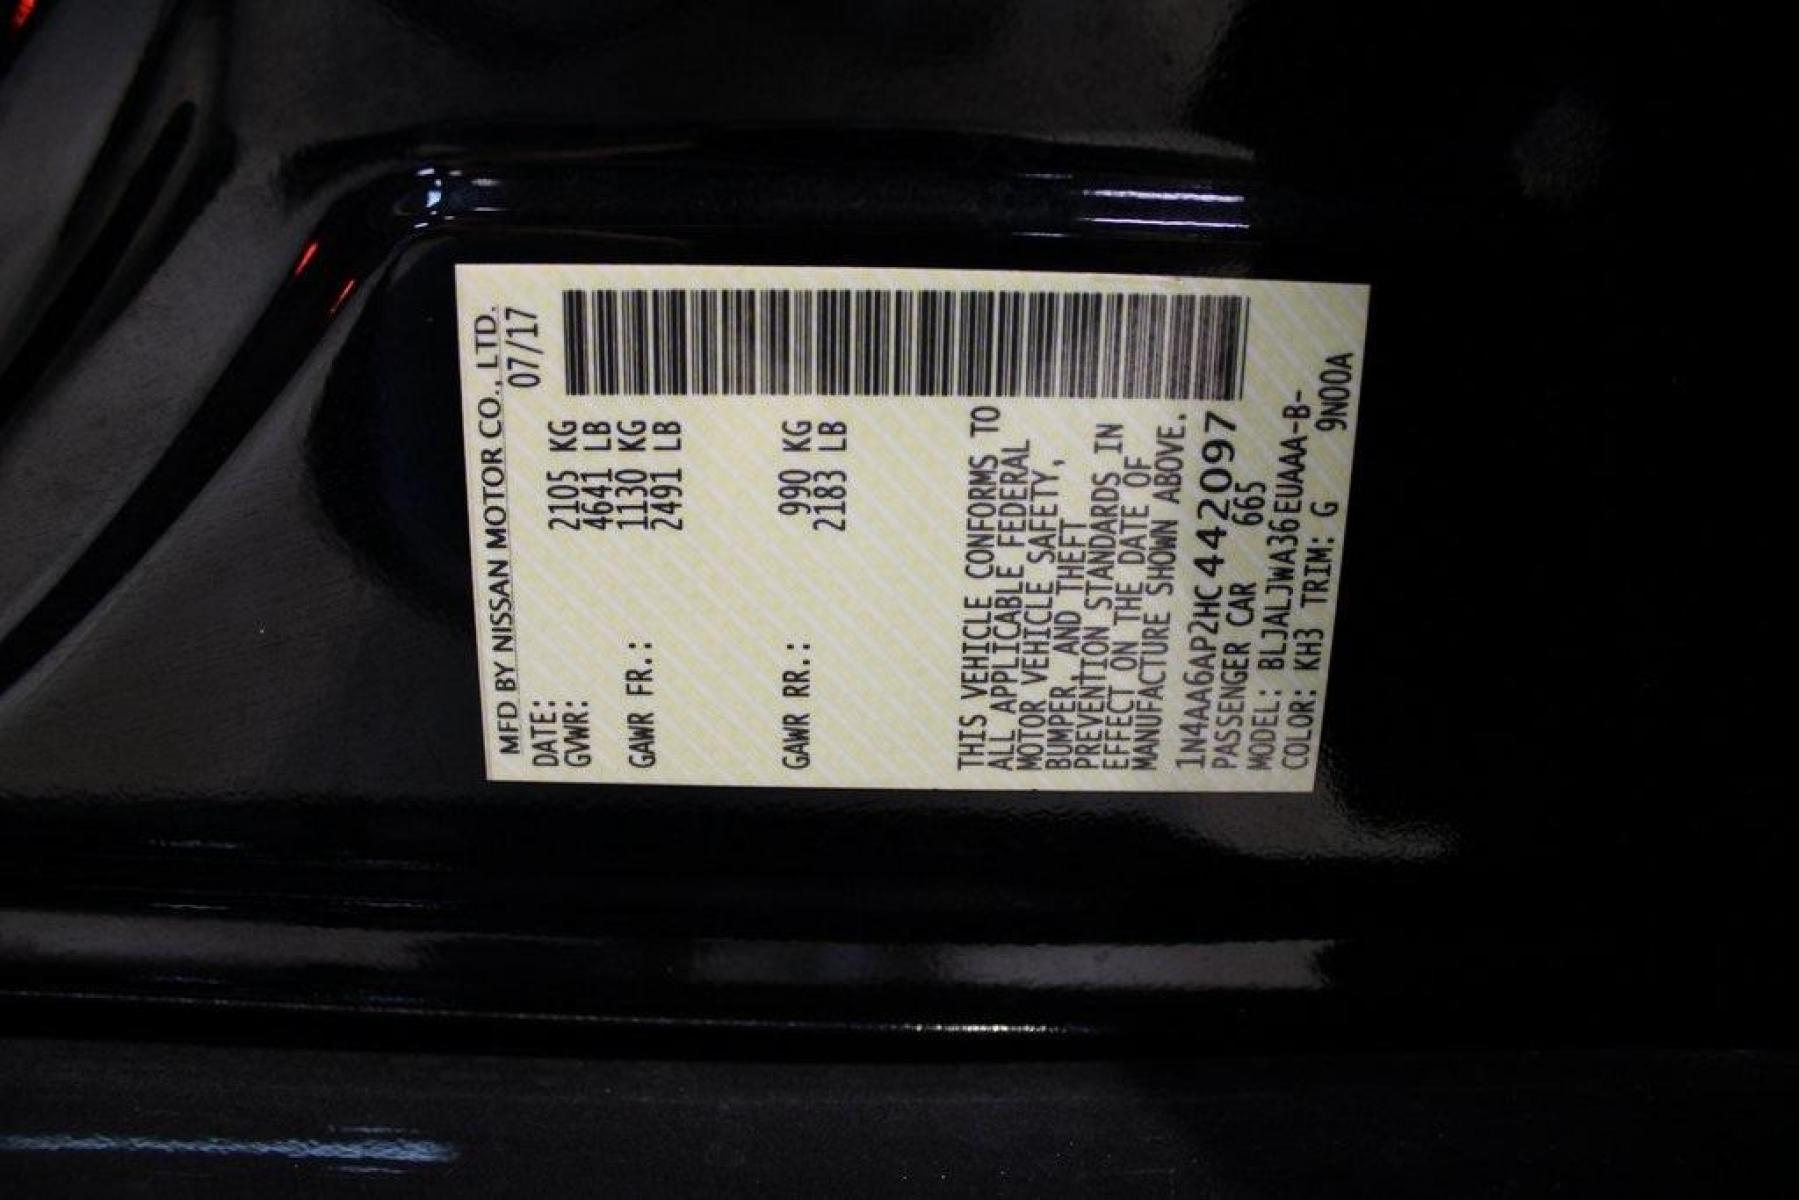 MFD BY NISSAN MOTOR CO., LTD.
DATE: 07/17
GVWR: 2105 KG
4641 LB
GAWR FR.: 1130 KG
2491 LB
GAWR RR.: 990 KG
2183 LB
THIS VEHICLE CONFORMS TO
ALL APPLICABLE FEDERAL
MOTOR VEHICLE SAFETY,
BUMPER, AND THEFT
PREVENTION STANDARDS IN
EFFECT ON THE DATE OF
MANUFACTURE SHOWN ABOVE.
1N4AA6AP2HC442097
PASSENGER CAR 665
MODEL: BLJALJWA36EUAAA-B-
COLOR: KH3 TRIM: G 9N00A